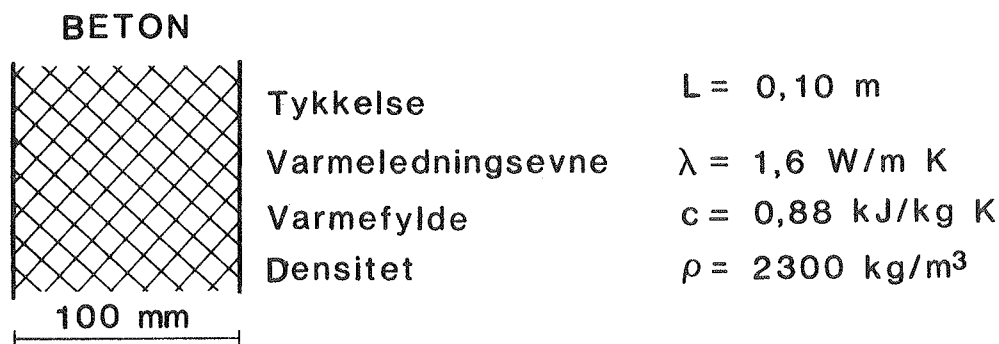 BETON
Tykkelse L = 0,10 m
Varmeledningsevne λ = 1,6 W/m K
Varmefylde c = 0,88 kJ/kg K
Densitet ρ = 2300 kg/m³
100 mm